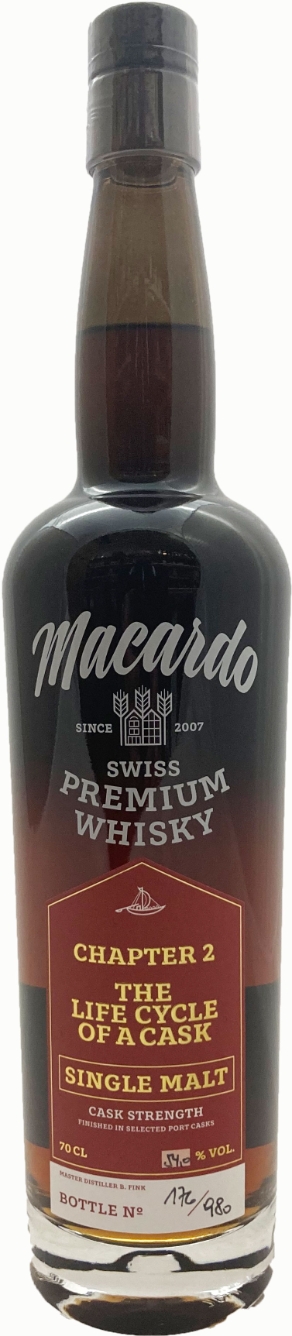 Macardo
SINCE 2007
SWISS
PREMIUM
WHISKY
CHAPTER 2
THE
LIFE CYCLE
OF A CASK
SINGLE MALT
CASK STRENGTH
FINISHED IN SELECTED PORT CASKS
70 CL % VOL.
MASTER DISTILLER B. FINK
BOTTLE Nº 176/980